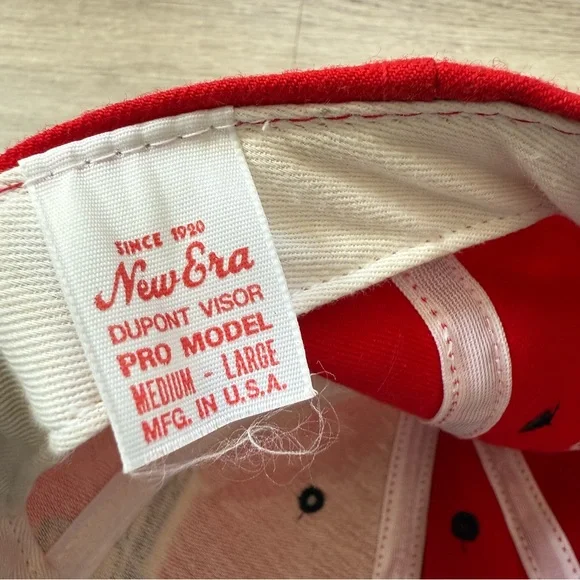 SINCE 1920
New Era
DUPONT VISOR
PRO MODEL
MEDIUM - LARGE
MFG. IN U.S.A.